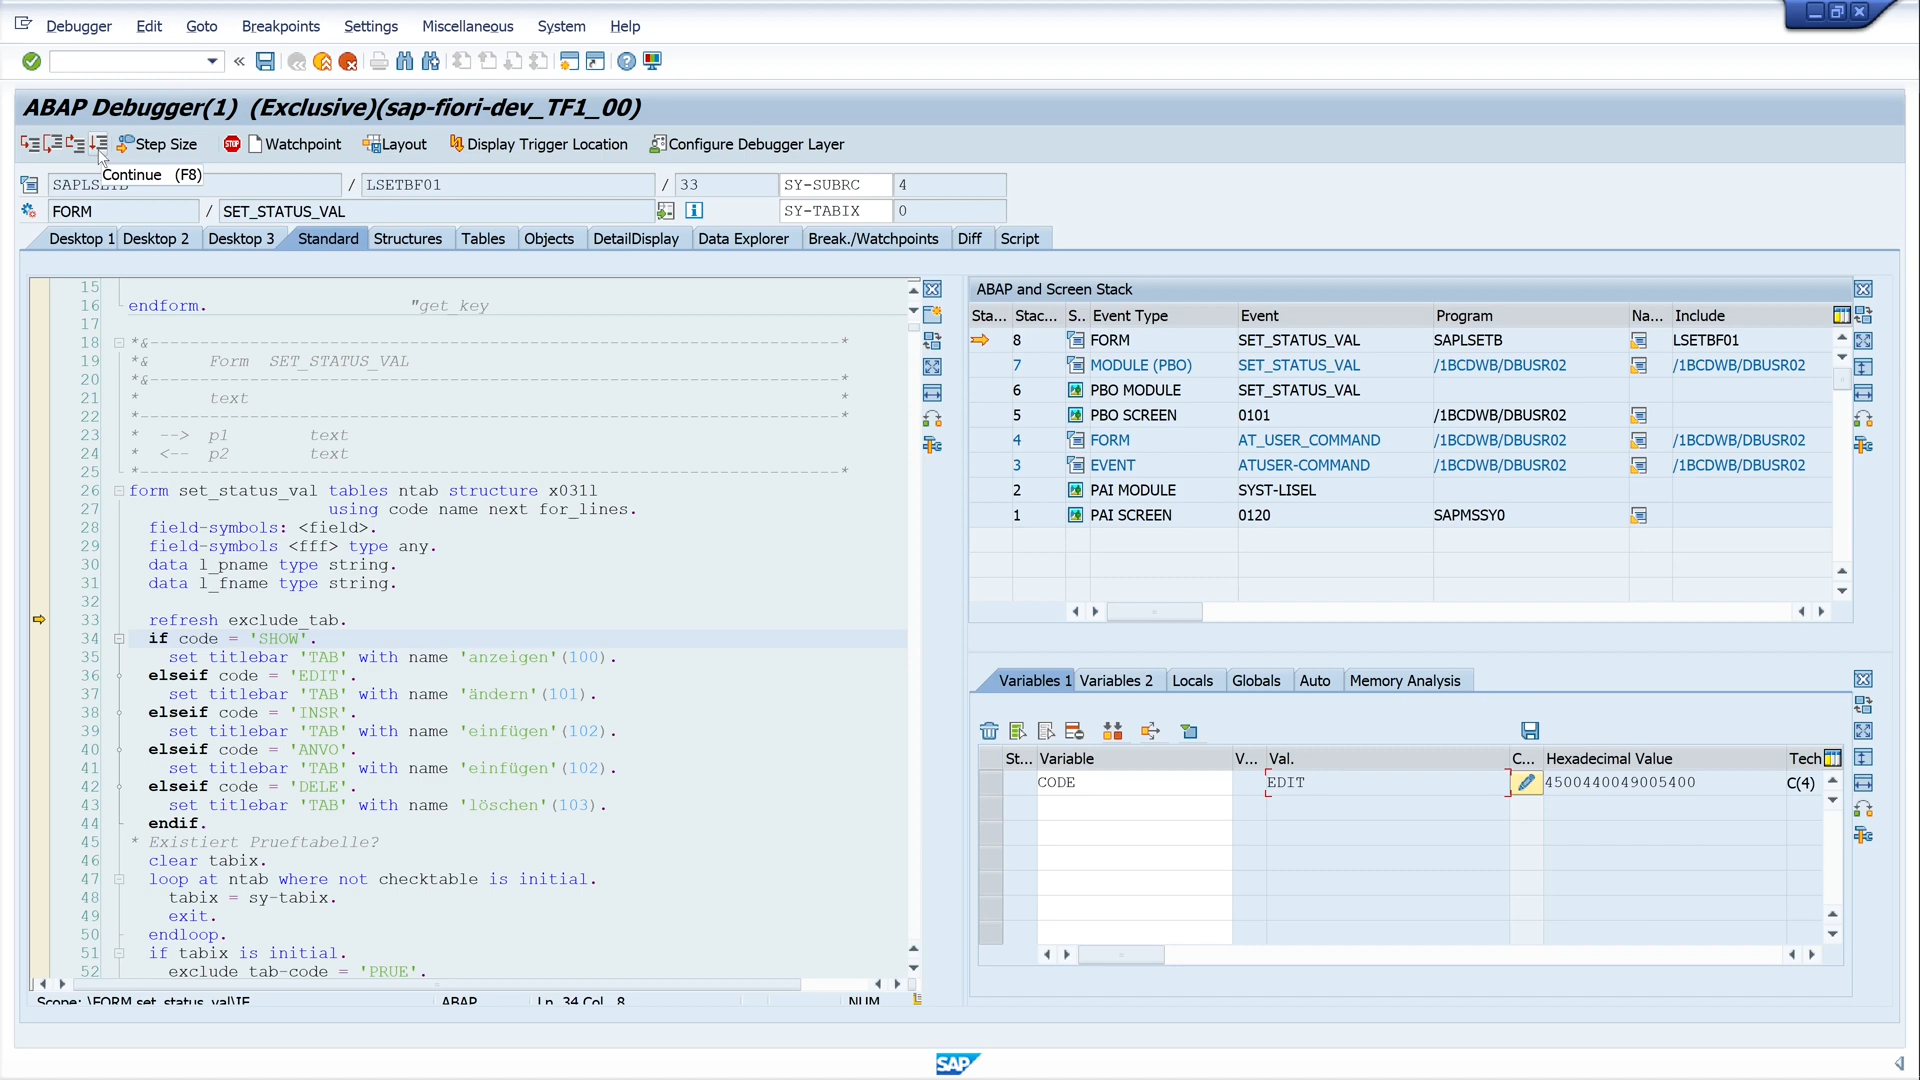 Debugger Edit Goto Breakpoints Settings Miscellaneous System Help
ABAP Debugger(1) (Exclusive)(sap-fiori-dev_TF1_00)
Step Size STOP Watchpoint Layout Display Trigger Location Configure Debugger Layer
Continue (F8)
/ LSETBF01 / 33 SY-SUBRC 4
FORM / SET_STATUS_VAL SY-TABIX 0
Desktop 1 Desktop 2 Desktop 3 Standard Structures Tables Objects DetailDisplay Data Explorer Break./Watchpoints Diff Script
15
16 endform. "get_key
17
18 *&---------------------------------------------------------------------*
19 *& Form SET_STATUS_VAL
20 *&---------------------------------------------------------------------*
21 * text *
22 *----------------------------------------------------------------------*
23 * --> p1 text
24 * <-- p2 text
25 *----------------------------------------------------------------------*
26 form set_status_val tables ntab structure x031l
27 using code name next for_lines.
28 field-symbols: <field>.
29 field-symbols <fff> type any.
30 data l_pname type string.
31 data l_fname type string.
32
33 refresh exclude_tab.
34 if code = 'SHOW'.
35 set titlebar 'TAB' with name 'anzeigen'(100).
36 elseif code = 'EDIT'.
37 set titlebar 'TAB' with name 'ändern'(101).
38 elseif code = 'INSR'.
39 set titlebar 'TAB' with name 'einfügen'(102).
40 elseif code = 'ANVO'.
41 set titlebar 'TAB' with name 'einfügen'(102).
42 elseif code = 'DELE'.
43 set titlebar 'TAB' with name 'löschen'(103).
44 endif.
45 * Existiert Prueftabelle?
46 clear tabix.
47 loop at ntab where not checktable is initial.
48 tabix = sy-tabix.
49 exit.
50 endloop.
51 if tabix is initial.
52 exclude_tab-code = 'PRUE'.
Scope: \FORM set_status_val\IF ABAP Ln 34 Col 8 NUM
ABAP and Screen Stack
Sta... Stac... S.. Event Type Event Program Na... Include
8 FORM SET_STATUS_VAL SAPLSETB LSETBF01
7 MODULE (PBO) SET_STATUS_VAL /1BCDWB/DBUSR02 /1BCDWB/DBUSR02
6 PBO MODULE SET_STATUS_VAL
5 PBO SCREEN 0101 /1BCDWB/DBUSR02
4 FORM AT_USER_COMMAND /1BCDWB/DBUSR02 /1BCDWB/DBUSR02
3 EVENT ATUSER-COMMAND /1BCDWB/DBUSR02 /1BCDWB/DBUSR02
2 PAI MODULE SYST-LISEL
1 PAI SCREEN 0120 SAPMSSY0
Variables 1 Variables 2 Locals Globals Auto Memory Analysis
St... Variable V... Val. C... Hexadecimal Value Tech
CODE EDIT 4500440049005400 C(4)
SAP